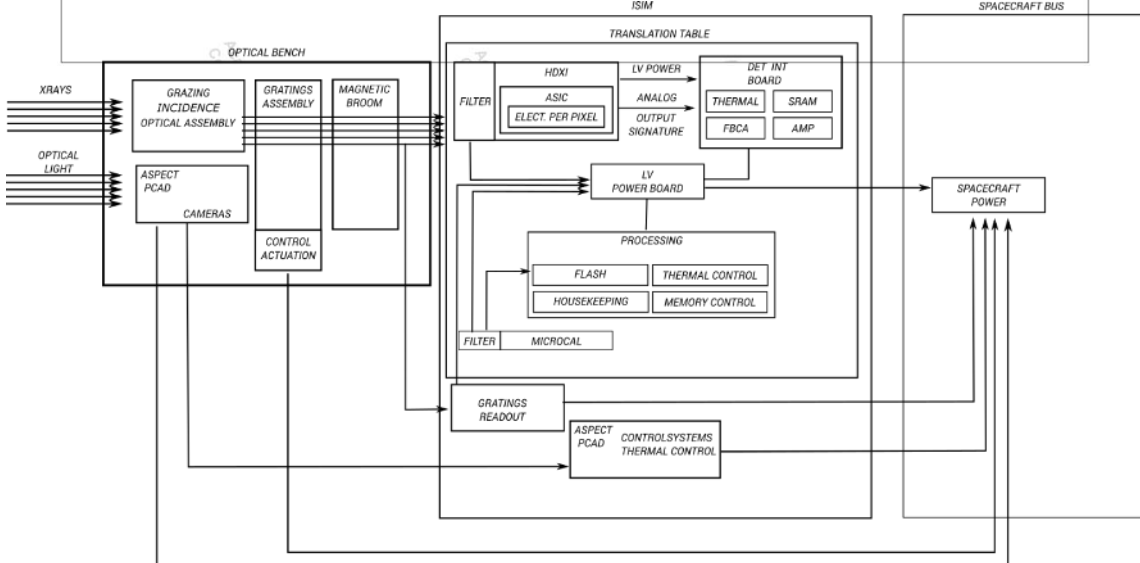 ISIM
SPACECRAFT BUS
TRANSLATION TABLE
OPTICAL BENCH
XRAYS
GRAZING
INCIDENCE
OPTICAL ASSEMBLY
GRATINGS
ASSEMBLY
MAGNETIC
BROOM
OPTICAL
LIGHT
ASPECT
PCAD
CAMERAS
CONTROL
ACTUATION
FILTER
HDXI
ASIC
ELECT. PER PIXEL
LV POWER
ANALOG
OUTPUT
SIGNATURE
DET INT
BOARD
THERMAL
SRAM
FBCA
AMP
LV
POWER BOARD
SPACECRAFT
POWER
PROCESSING
FLASH
THERMAL CONTROL
HOUSEKEEPING
MEMORY CONTROL
FILTER
MICROCAL
GRATINGS
READOUT
ASPECT
PCAD
CONTROLSYSTEMS
THERMAL CONTROL